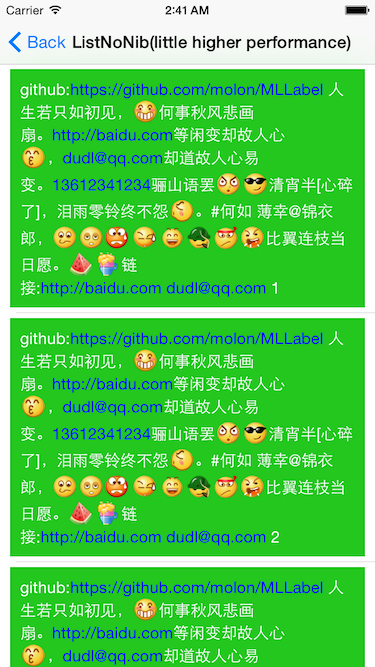 Carrier 2:41 AM
Back ListNoNib(little higher performance)
github:https://github.com/molon/MLLabel 人
生若只如初见，😁何事秋风悲画
扇。http://baidu.com等闲变却故人心
😙，dudl@qq.com却道故人心易
变。13612341234骊山语罢😳😎清宵半[心碎
了]，泪雨零铃终不怨。#何如 薄幸@锦衣
郎，比翼连枝当
日愿。🍉链
接:http://baidu.com dudl@qq.com 1
github:https://github.com/molon/MLLabel 人
生若只如初见，😁何事秋风悲画
扇。http://baidu.com等闲变却故人心
😙，dudl@qq.com却道故人心易
变。13612341234骊山语罢😳😎清宵半[心碎
了]，泪雨零铃终不怨。#何如 薄幸@锦衣
郎，比翼连枝当
日愿。🍉链
接:http://baidu.com dudl@qq.com 2
github:https://github.com/molon/MLLabel 人
生若只如初见，😁何事秋风悲画
扇。http://baidu.com等闲变却故人心
😙，dudl@qq.com却道故人心易